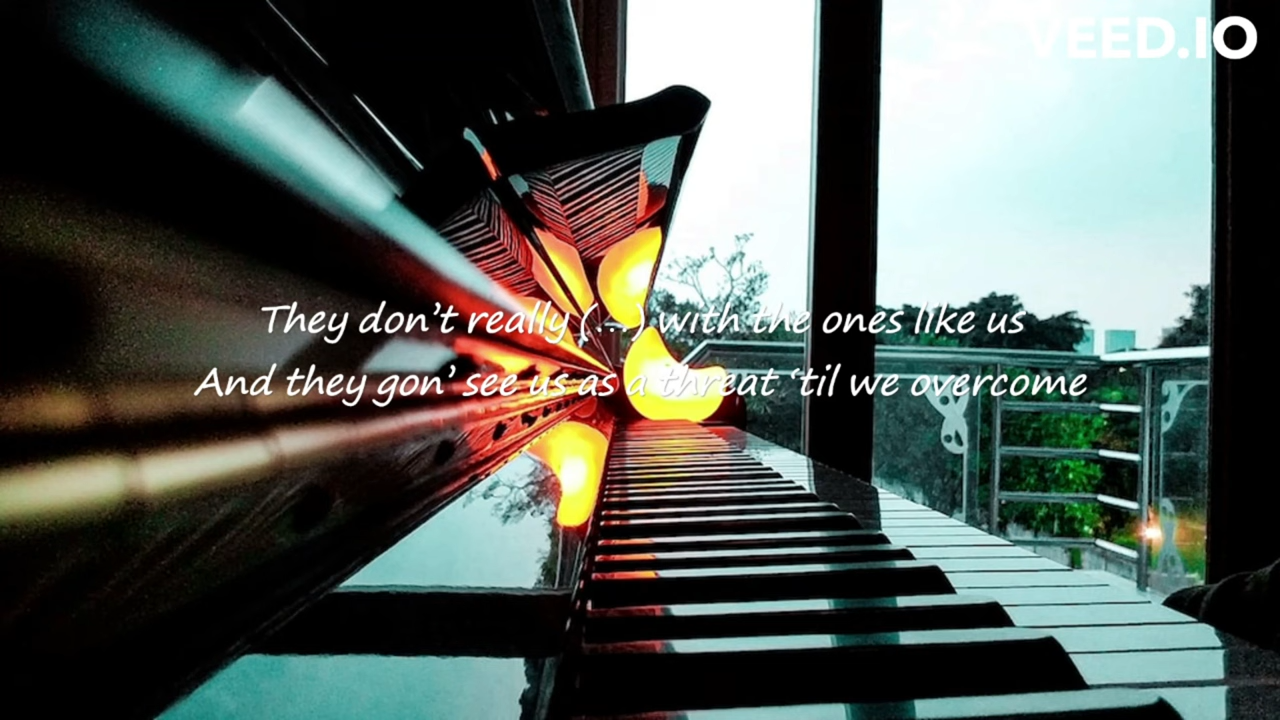 VEED.IO
They don't really (...) with the ones like us
And they gon' see us as a threat 'til we overcome